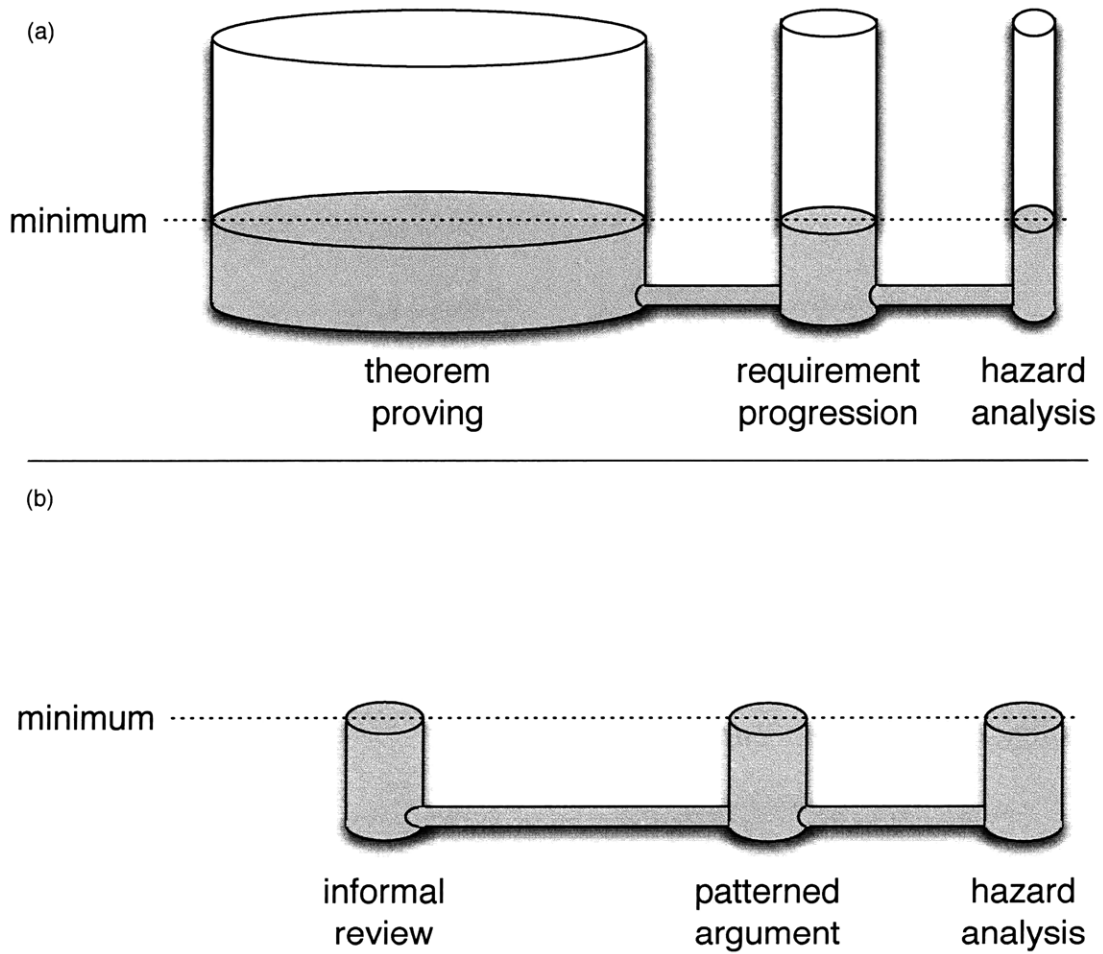 (a)
minimum
theorem
proving
requirement
progression
hazard
analysis
(b)
minimum
informal
review
patterned
argument
hazard
analysis